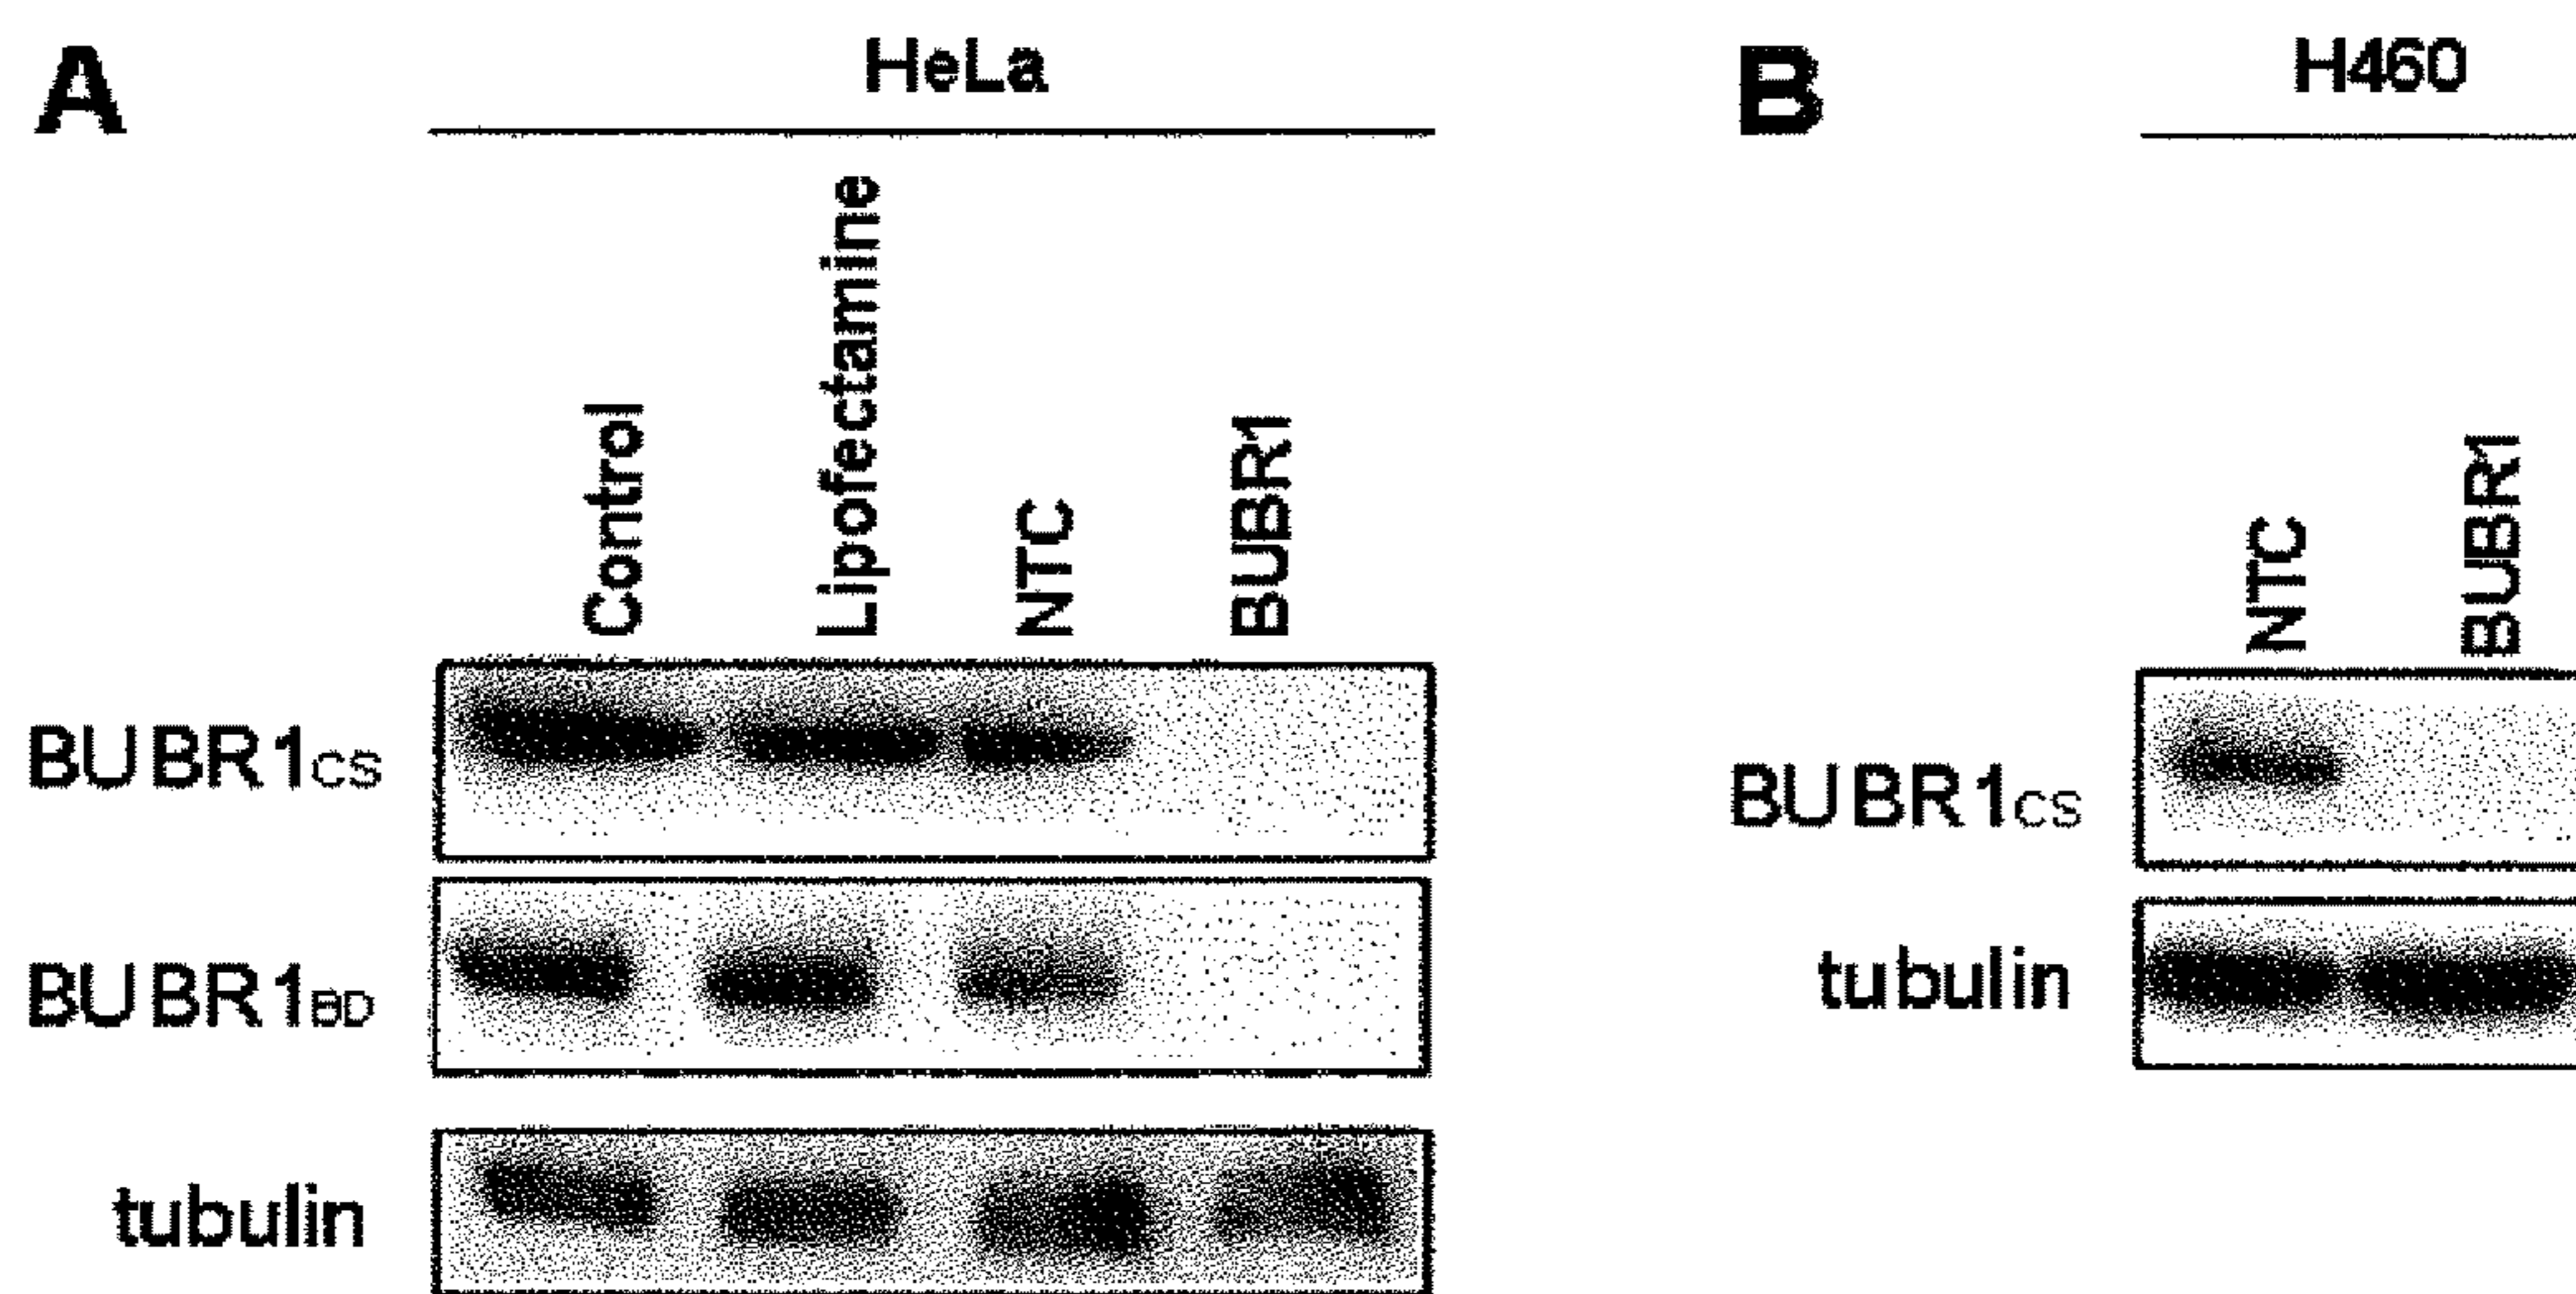 A
HeLa
Control
Lipofectamine
NTC
BUBR1
BUBR1CS
BUBR1BD
tubulin
B
H460
NTC
BUBR1
BUBR1CS
tubulin